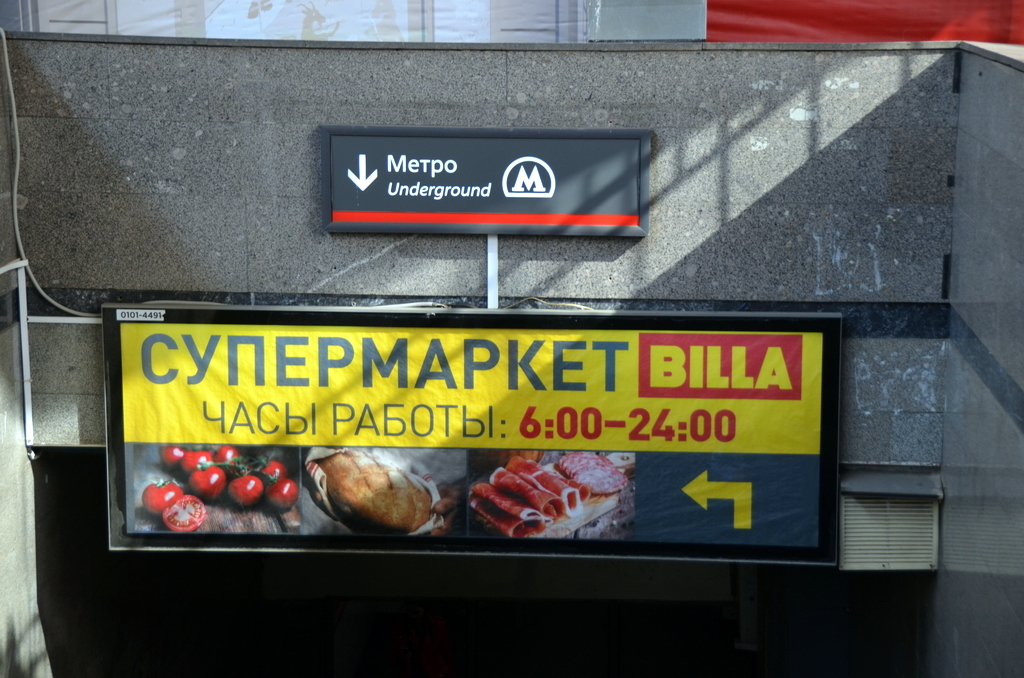 Метро
Underground
М
0101-4491
СУПЕРМАРКЕТ BILLA
ЧАСЫ РАБОТЫ: 6:00–24:00